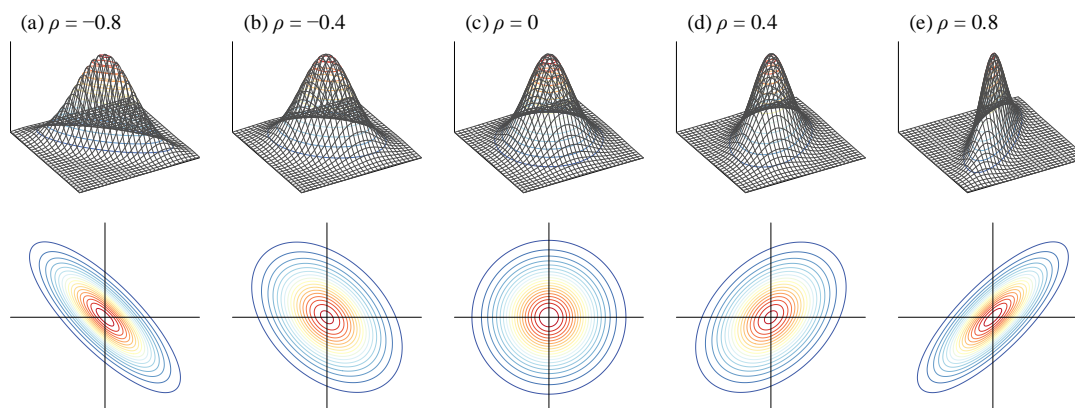 (a) ρ = −0.8
(b) ρ = −0.4
(c) ρ = 0
(d) ρ = 0.4
(e) ρ = 0.8